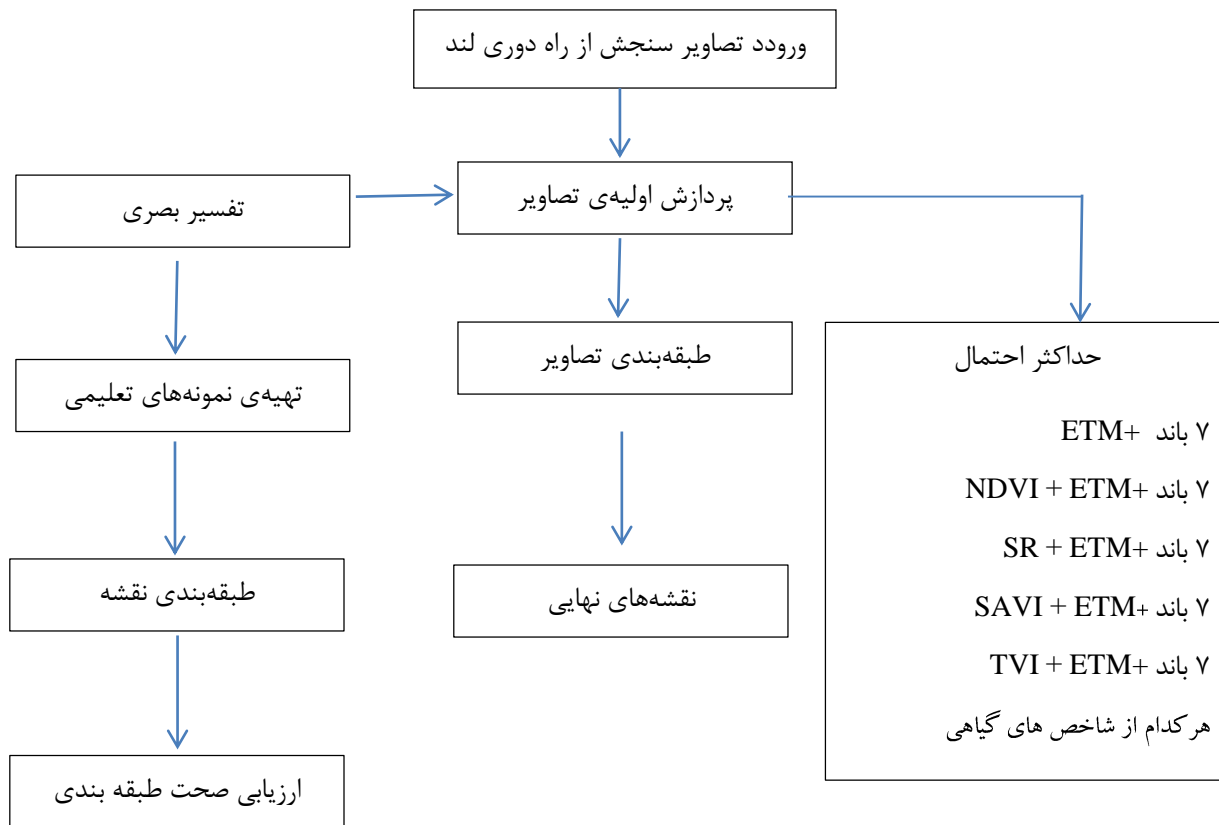 ورودد تصاویر سنجش از راه دوری لند
پردازش اولیه‌ی تصاویر
تفسیر بصری
طبقه‌بندی تصاویر
حداکثر احتمال
۷ باند ETM+
۷ باند NDVI + ETM+
۷ باند SR + ETM+
۷ باند SAVI + ETM+
۷ باند TVI + ETM+
هر کدام از شاخص های گیاهی
تهیه‌ی نمونه‌های تعلیمی
نقشه‌های نهایی
طبقه‌بندی نقشه
ارزیابی صحت طبقه بندی